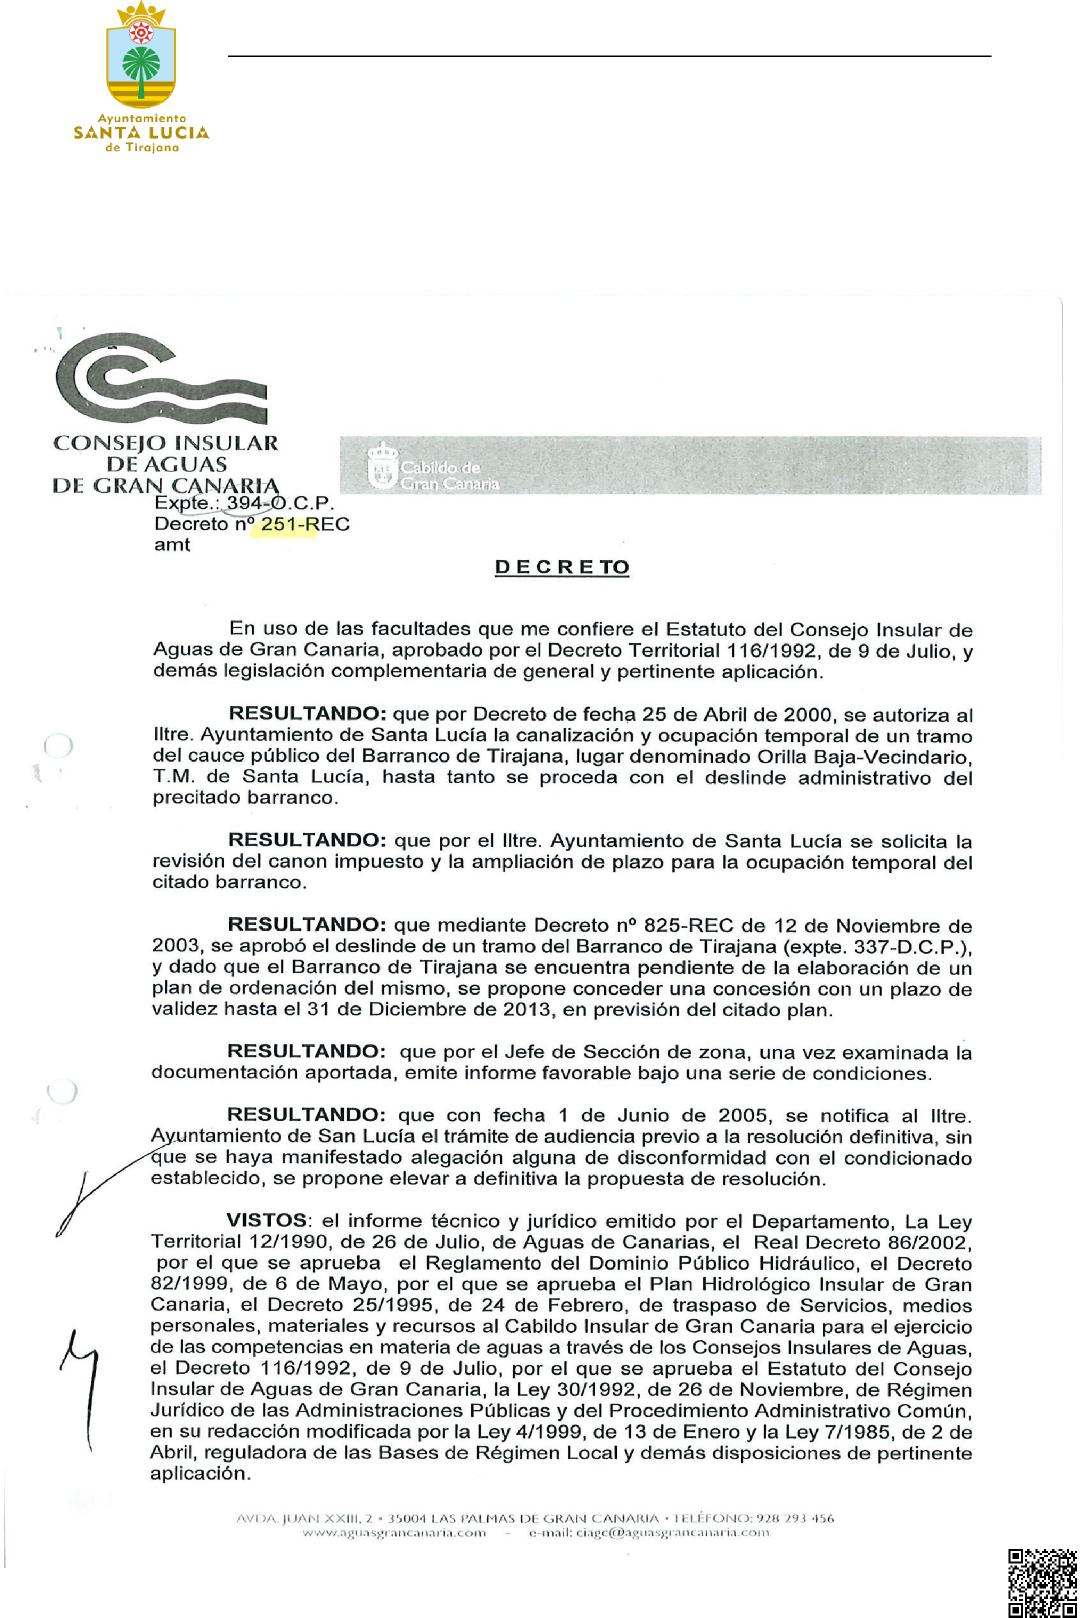 Ayuntamiento
SANTA LUCIA
de Tirajana
CONSEJO INSULAR
DE AGUAS
DE GRAN CANARIA
Cabildo de
Gran Canaria
Expte.: 394-O.C.P.
Decreto nº 251-REC
amt
D E C R E TO
En uso de las facultades que me confiere el Estatuto del Consejo Insular de
Aguas de Gran Canaria, aprobado por el Decreto Territorial 116/1992, de 9 de Julio, y
demás legislación complementaria de general y pertinente aplicación.
RESULTANDO: que por Decreto de fecha 25 de Abril de 2000, se autoriza al
Iltre. Ayuntamiento de Santa Lucía la canalización y ocupación temporal de un tramo
del cauce público del Barranco de Tirajana, lugar denominado Orilla Baja-Vecindario,
T.M. de Santa Lucía, hasta tanto se proceda con el deslinde administrativo del
precitado barranco.
RESULTANDO: que por el Iltre. Ayuntamiento de Santa Lucía se solicita la
revisión del canon impuesto y la ampliación de plazo para la ocupación temporal del
citado barranco.
RESULTANDO: que mediante Decreto nº 825-REC de 12 de Noviembre de
2003, se aprobó el deslinde de un tramo del Barranco de Tirajana (expte. 337-D.C.P.),
y dado que el Barranco de Tirajana se encuentra pendiente de la elaboración de un
plan de ordenación del mismo, se propone conceder una concesión con un plazo de
validez hasta el 31 de Diciembre de 2013, en previsión del citado plan.
RESULTANDO: que por el Jefe de Sección de zona, una vez examinada la
documentación aportada, emite informe favorable bajo una serie de condiciones.
RESULTANDO: que con fecha 1 de Junio de 2005, se notifica al Iltre.
Ayuntamiento de San Lucía el trámite de audiencia previo a la resolución definitiva, sin
que se haya manifestado alegación alguna de disconformidad con el condicionado
establecido, se propone elevar a definitiva la propuesta de resolución.
VISTOS: el informe técnico y jurídico emitido por el Departamento, La Ley
Territorial 12/1990, de 26 de Julio, de Aguas de Canarias, el Real Decreto 86/2002,
por el que se aprueba el Reglamento del Dominio Público Hidráulico, el Decreto
82/1999, de 6 de Mayo, por el que se aprueba el Plan Hidrológico Insular de Gran
Canaria, el Decreto 25/1995, de 24 de Febrero, de traspaso de Servicios, medios
personales, materiales y recursos al Cabildo Insular de Gran Canaria para el ejercicio
de las competencias en materia de aguas a través de los Consejos Insulares de Aguas,
el Decreto 116/1992, de 9 de Julio, por el que se aprueba el Estatuto del Consejo
Insular de Aguas de Gran Canaria, la Ley 30/1992, de 26 de Noviembre, de Régimen
Jurídico de las Administraciones Públicas y del Procedimiento Administrativo Común,
en su redacción modificada por la Ley 4/1999, de 13 de Enero y la Ley 7/1985, de 2 de
Abril, reguladora de las Bases de Régimen Local y demás disposiciones de pertinente
aplicación.
AVDA. JUAN XXIII, 2 • 35004 LAS PALMAS DE GRAN CANARIA • TELÉFONO: 928 293 456
www.aguasgrancanaria.com - e-mail: ciagc@aguasgrancanaria.com